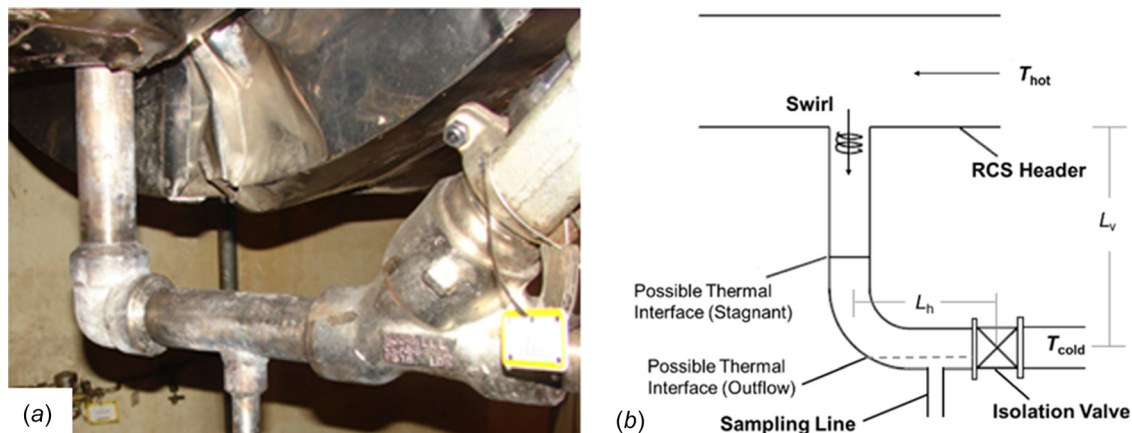 (a)
T_hot
Swirl
RCS Header
L_v
Possible Thermal
Interface (Stagnant)
L_h
T_cold
Possible Thermal
Interface (Outflow)
Isolation Valve
Sampling Line
(b)